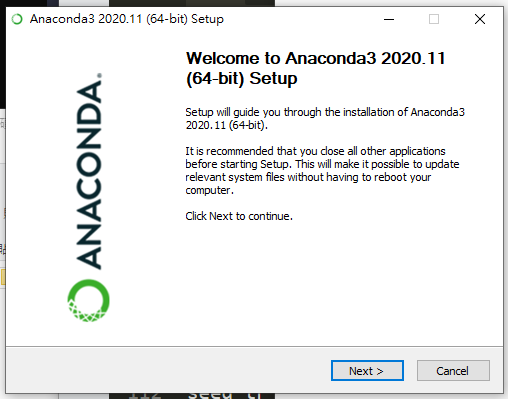 Anaconda3 2020.11 (64-bit) Setup
Welcome to Anaconda3 2020.11
(64-bit) Setup
ANACONDA.
Setup will guide you through the installation of Anaconda3
2020.11 (64-bit).
It is recommended that you close all other applications
before starting Setup. This will make it possible to update
relevant system files without having to reboot your
computer.
Click Next to continue.
Next >
Cancel